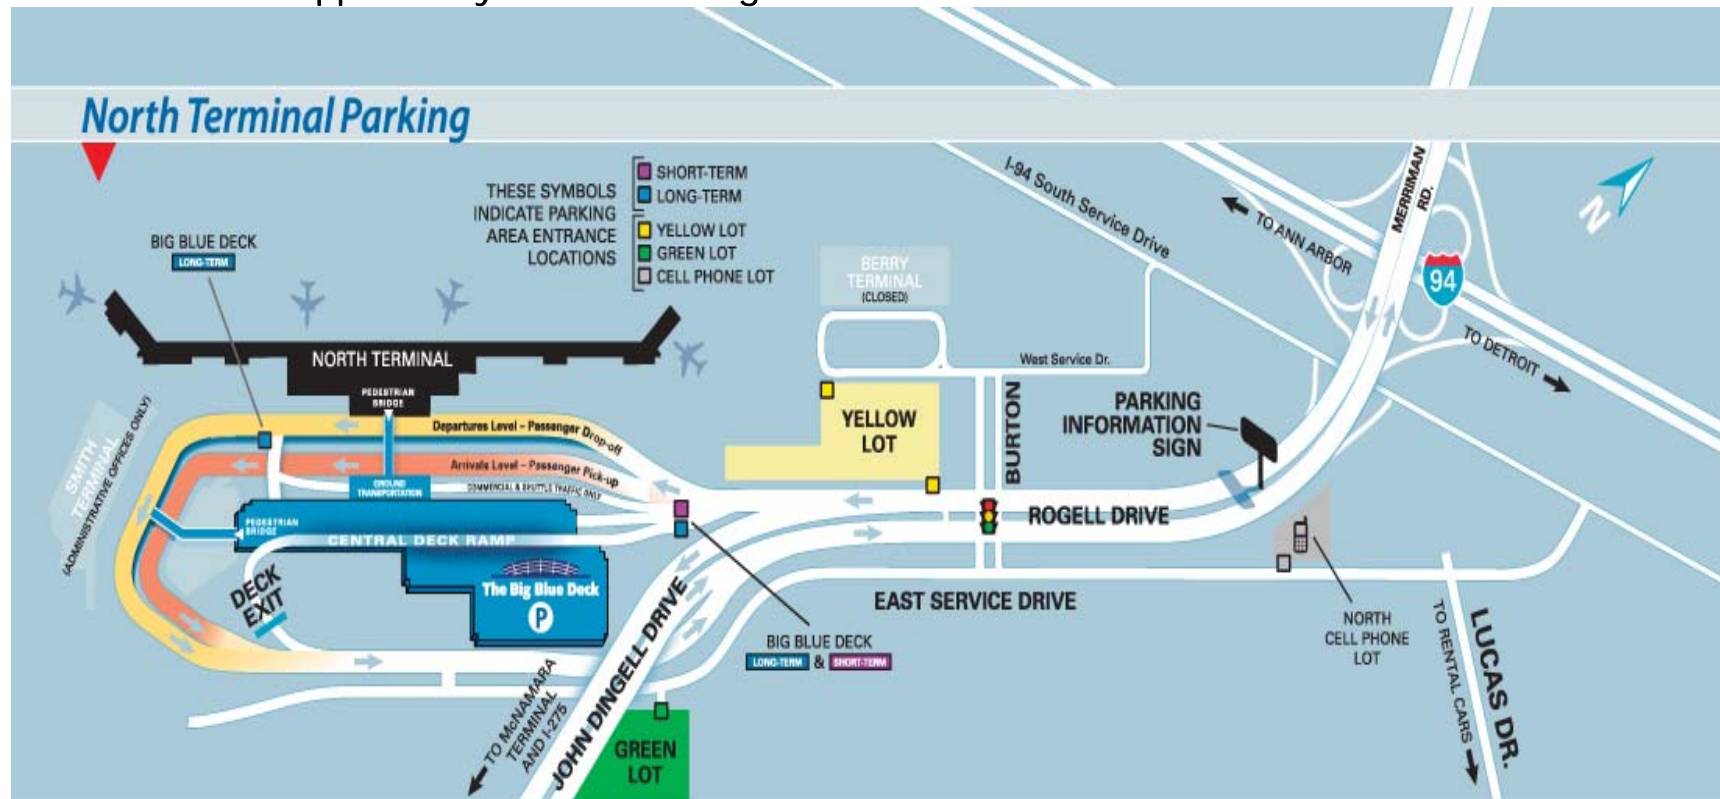 North Terminal Parking
THESE SYMBOLS
INDICATE PARKING
AREA ENTRANCE
LOCATIONS
SHORT-TERM
LONG-TERM
YELLOW LOT
GREEN LOT
CELL PHONE LOT
BIG BLUE DECK
LONG-TERM
NORTH TERMINAL
PEDESTRIAN
BRIDGE
Departures Level – Passenger Drop-off
Arrivals Level – Passenger Pick-up
COMMERCIAL & SHUTTLE TRAFFIC ONLY
GROUND
TRANSPORTATION
SMITH
TERMINAL
(ADMINISTRATIVE OFFICES ONLY)
PEDESTRIAN
BRIDGE
CENTRAL DECK RAMP
The Big Blue Deck
P
DECK
EXIT
BERRY
TERMINAL
(CLOSED)
YELLOW
LOT
West Service Dr.
BURTON
I-94 South Service Drive
TO ANN ARBOR
MERRIMAN
RD.
94
TO DETROIT
N
PARKING
INFORMATION
SIGN
ROGELL DRIVE
EAST SERVICE DRIVE
BIG BLUE DECK
LONG-TERM & SHORT-TERM
JOHN DINGELL DRIVE
TO McNAMARA
TERMINAL
AND I-275
GREEN
LOT
NORTH
CELL PHONE
LOT
LUCAS DR.
TO RENTAL CARS